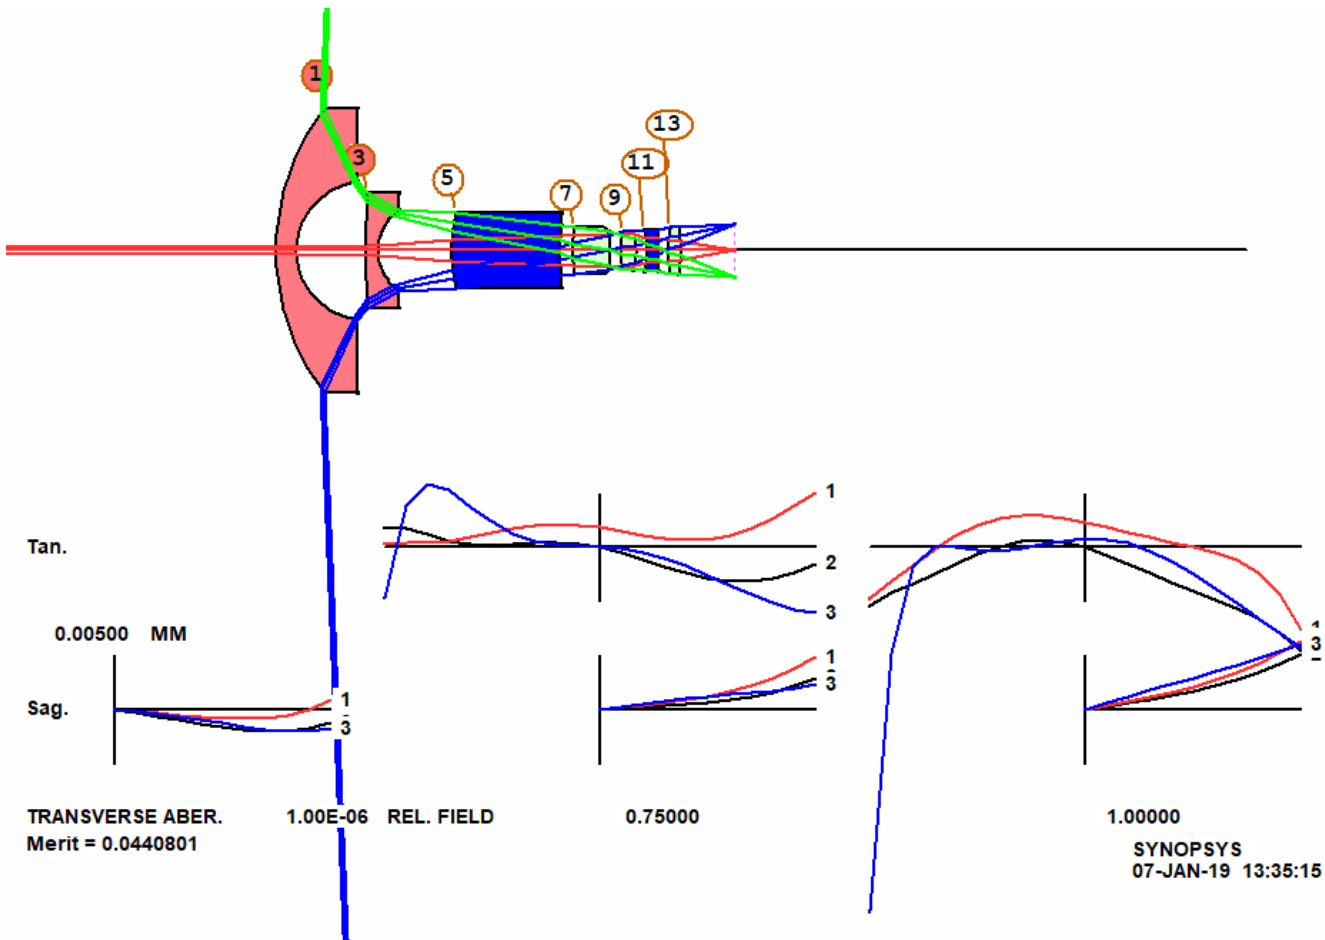 1
13
3
11
5
7
9
1
Tan.
2
3
0.00500 MM
1
3
1
3
Sag.
1
3
TRANSVERSE ABER. 1.00E-06 REL. FIELD 0.75000 1.00000
Merit = 0.0440801
SYNOPSYS
07-JAN-19 13:35:15